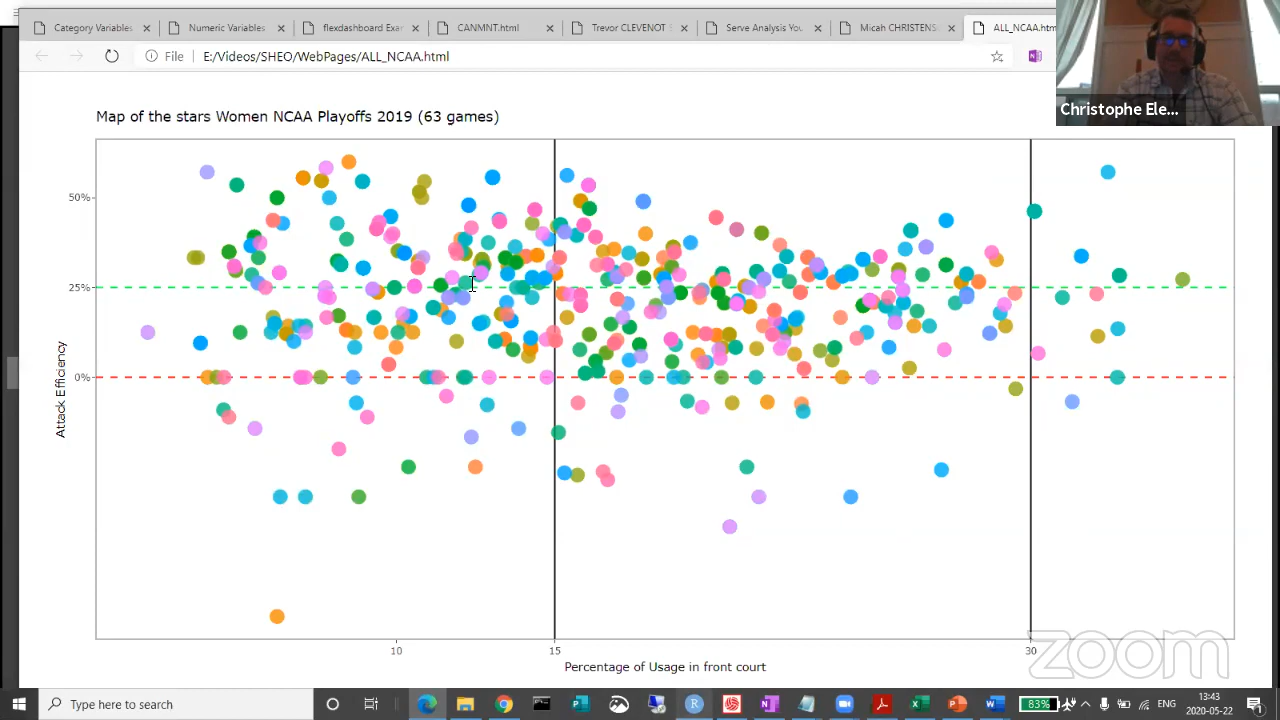 Category Variables
Numeric Variables
flexdashboard Exar
CANMNT.html
Trevor CLEVENOT
Serve Analysis You
Micah CHRISTENS
ALL_NCAA.htm
File
E:/Videos/SHEO/WebPages/ALL_NCAA.html
Christophe Ele...
Map of the stars Women NCAA Playoffs 2019 (63 games)
50%
25%
0%
Attack Efficiency
10
15
30
Percentage of Usage in front court
zoom
Type here to search
83%
ENG
13:43
2020-05-22